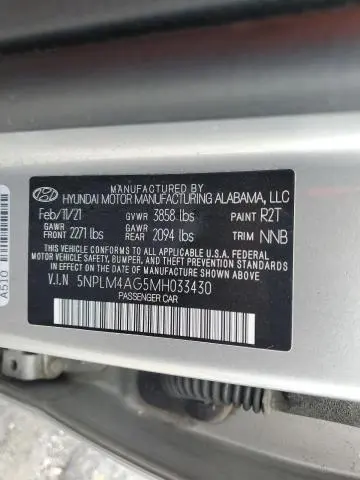 MANUFACTURED BY
HYUNDAI MOTOR MANUFACTURING ALABAMA, LLC
Feb/11/21 GVWR 3858 lbs PAINT R2T
GAWR FRONT 2271 lbs GAWR REAR 2094 lbs TRIM NNB
THIS VEHICLE CONFORMS TO ALL APPLICABLE U.S.A FEDERAL
MOTOR VEHICLE SAFETY, BUMPER, AND THEFT PREVENTION
STANDARDS IN EFFECT ON THE DATE OF MANUFACTURE SHOWN ABOVE.
V.I.N 5NPLM4AG5MH033430
PASSENGER CAR
A510